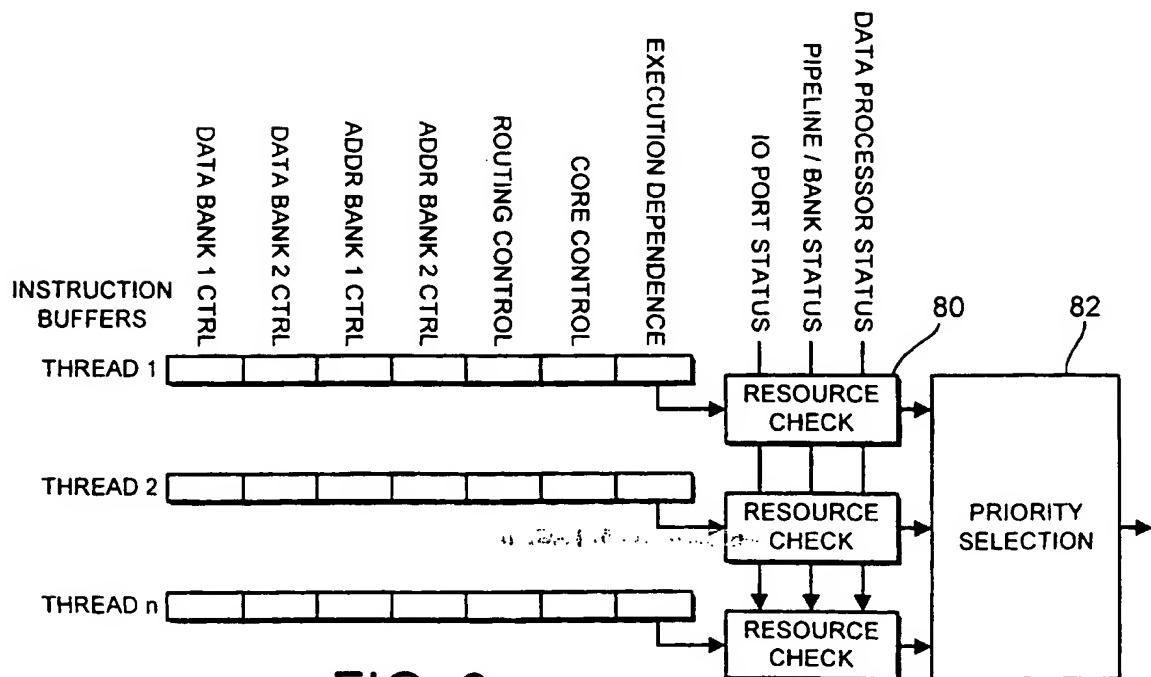 DATA BANK 1 CTRL
DATA BANK 2 CTRL
ADDR BANK 1 CTRL
ADDR BANK 2 CTRL
ROUTING CONTROL
CORE CONTROL
EXECUTION DEPENDENCE
IO PORT STATUS
PIPELINE / BANK STATUS
DATA PROCESSOR STATUS
INSTRUCTION
BUFFERS
80
82
THREAD 1
RESOURCE
CHECK
THREAD 2
RESOURCE
CHECK
PRIORITY
SELECTION
THREAD n
RESOURCE
CHECK